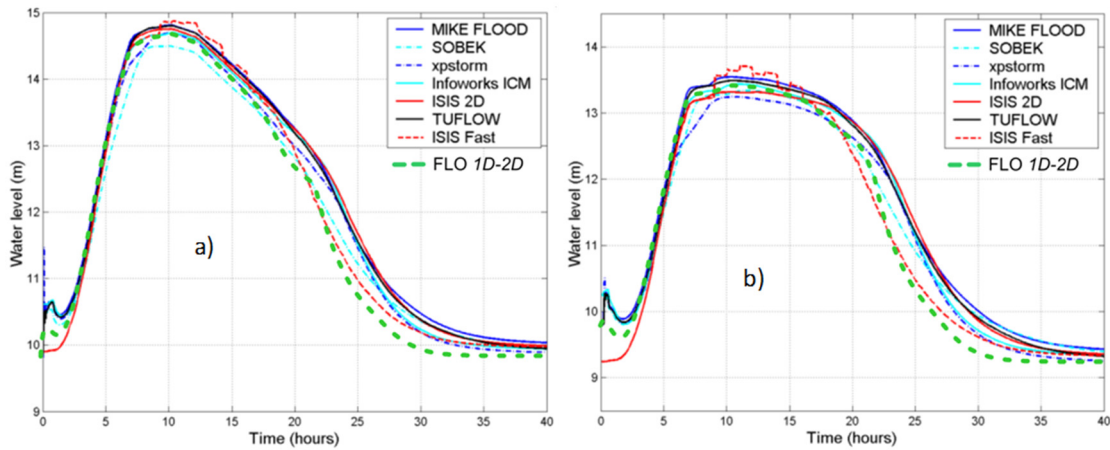 15
14
13
12
11
10
9
Water level (m)
0
5
10
15
20
25
30
35
40
Time (hours)
a)
MIKE FLOOD
SOBEK
xpstorm
Infoworks ICM
ISIS 2D
TUFLOW
ISIS Fast
FLO 1D-2D
14
13
12
11
10
9
Water level (m)
0
5
10
15
20
25
30
35
40
Time (hours)
b)
MIKE FLOOD
SOBEK
xpstorm
Infoworks ICM
ISIS 2D
TUFLOW
ISIS Fast
FLO 1D-2D